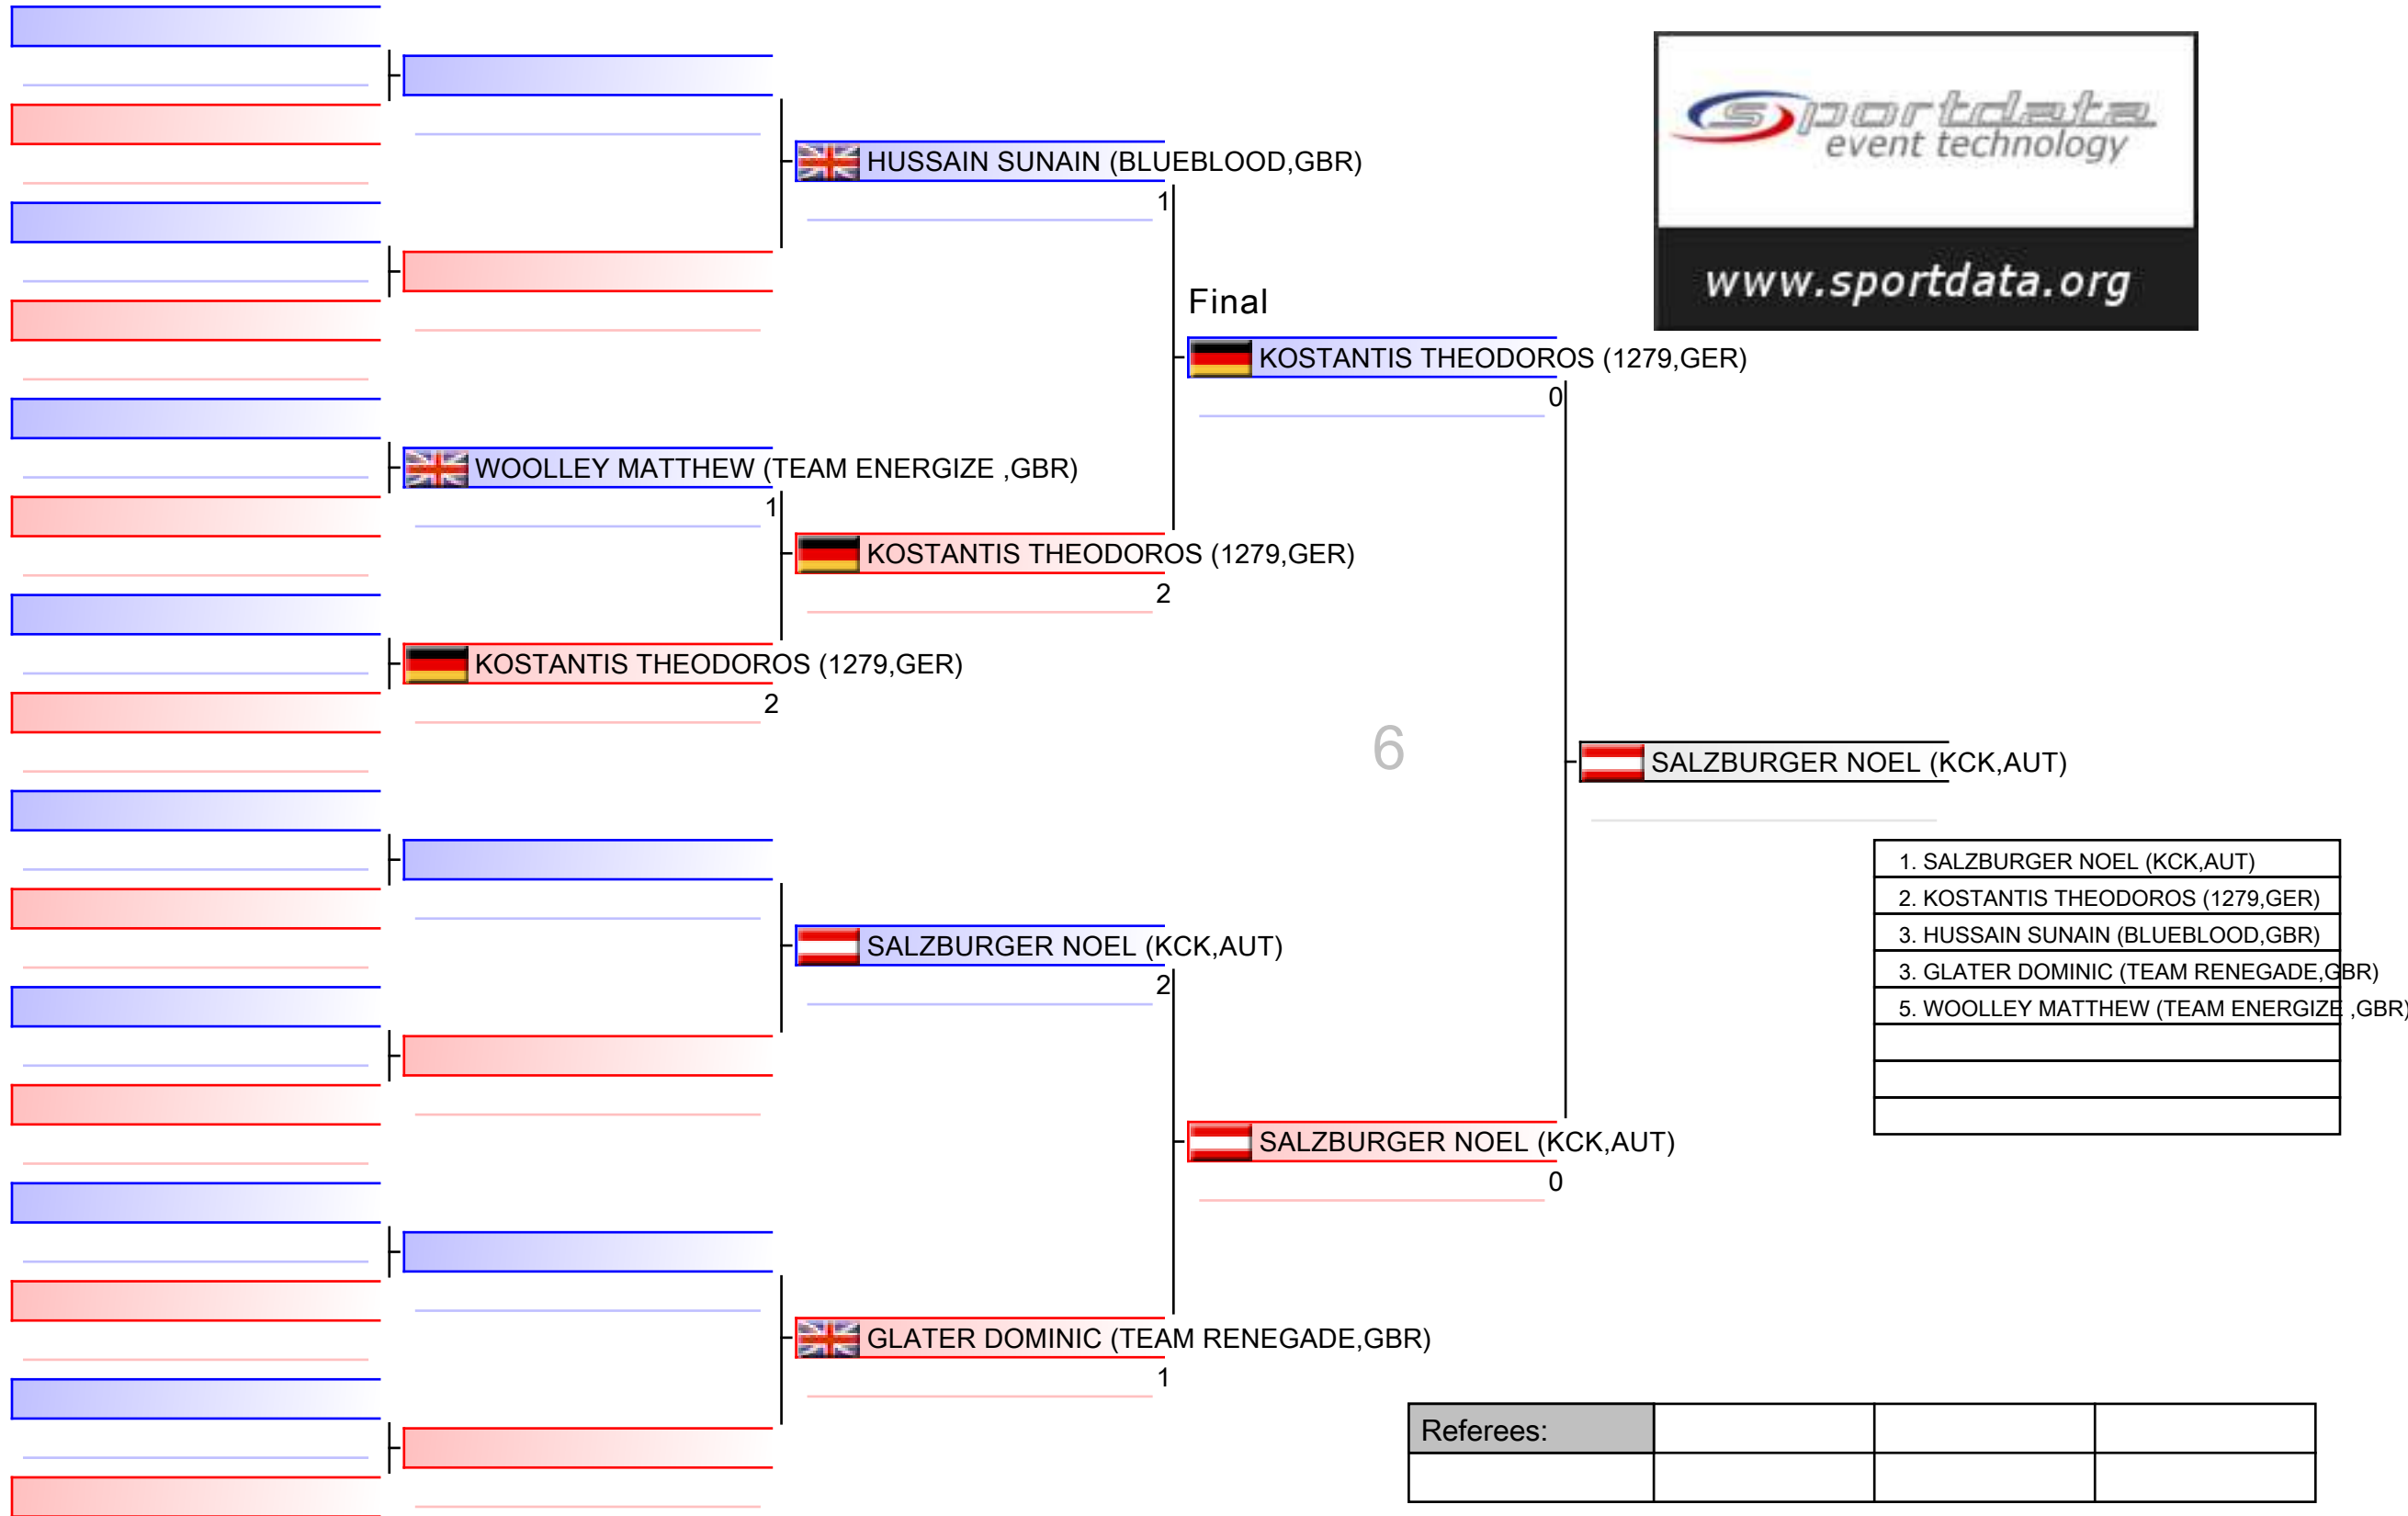 sportdata
event technology
www.sportdata.org
HUSSAIN SUNAIN (BLUEBLOOD,GBR)
1
Final
KOSTANTIS THEODOROS (1279,GER)
0
WOOLLEY MATTHEW (TEAM ENERGIZE ,GBR)
1
KOSTANTIS THEODOROS (1279,GER)
2
KOSTANTIS THEODOROS (1279,GER)
2
6
SALZBURGER NOEL (KCK,AUT)
1. SALZBURGER NOEL (KCK,AUT)
2. KOSTANTIS THEODOROS (1279,GER)
3. HUSSAIN SUNAIN (BLUEBLOOD,GBR)
3. GLATER DOMINIC (TEAM RENEGADE,GBR)
5. WOOLLEY MATTHEW (TEAM ENERGIZE ,GBR)
SALZBURGER NOEL (KCK,AUT)
2
SALZBURGER NOEL (KCK,AUT)
0
GLATER DOMINIC (TEAM RENEGADE,GBR)
1
Referees: